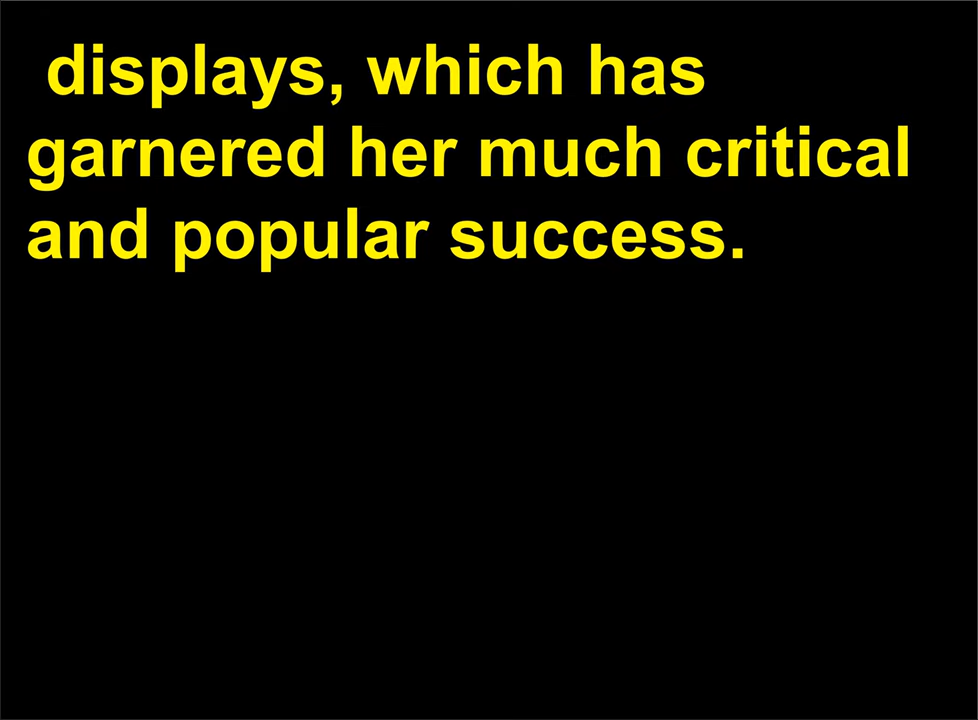 displays, which has
garnered her much critical
and popular success.